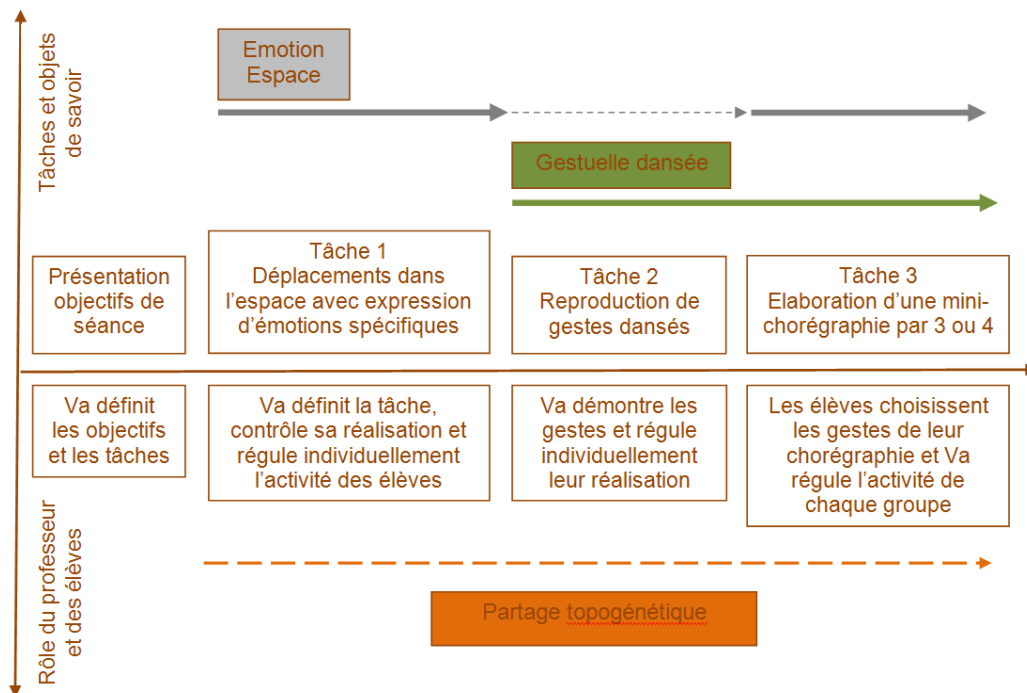 Tâches et objets
de savoir
Emotion
Espace
Gestuelle dansée
Présentation
objectifs de
séance
Tâche 1
Déplacements dans
l’espace avec expression
d’émotions spécifiques
Tâche 2
Reproduction de
gestes dansés
Tâche 3
Elaboration d’une mini-
chorégraphie par 3 ou 4
Va définit
les objectifs
et les tâches
Va définit la tâche,
contrôle sa réalisation et
régule individuellement
l’activité des élèves
Va démontre les
gestes et régule
individuellement
leur réalisation
Les élèves choisissent
les gestes de leur
chorégraphie et Va
régule l’activité de
chaque groupe
Rôle du professeur
et des élèves
Partage topogénétique